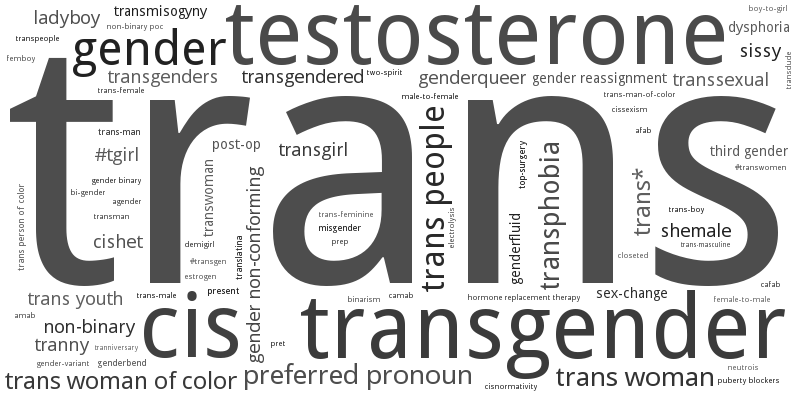 ladyboy
transmisogyny
testosterone
boy-to-girl
non-binary poc
dysphoria
transpeople
gender
sissy
femboy
transdude
transgenders
transgendered
two-spirit
genderqueer
gender reassignment
transsexual
trans-female
male-to-female
trans-man-of-color
trans
cissexism
trans-man
afab
post-op
#tgirl
transgirl
trans people
top-surgery
transphobia
third gender
#transwomen
gender binary
transwoman
gender non-conforming
trans*
bi-gender
agender
trans person of color
transman
trans-feminine
electrolysis
genderfluid
trans-boy
misgender
shemale
cishet
demigirl
translatina
prep
trans-masculine
closeted
#transgen
estrogen
cafab
trans youth
trans-male
present
binarism
camab
hormone replacement therapy
sex-change
female-to-male
amab
non-binary
cis
transgender
tranny
tranniversary
pret
gender-variant
genderbend
neutrois
trans woman of color
preferred pronoun
cisnormativity
trans woman
puberty blockers